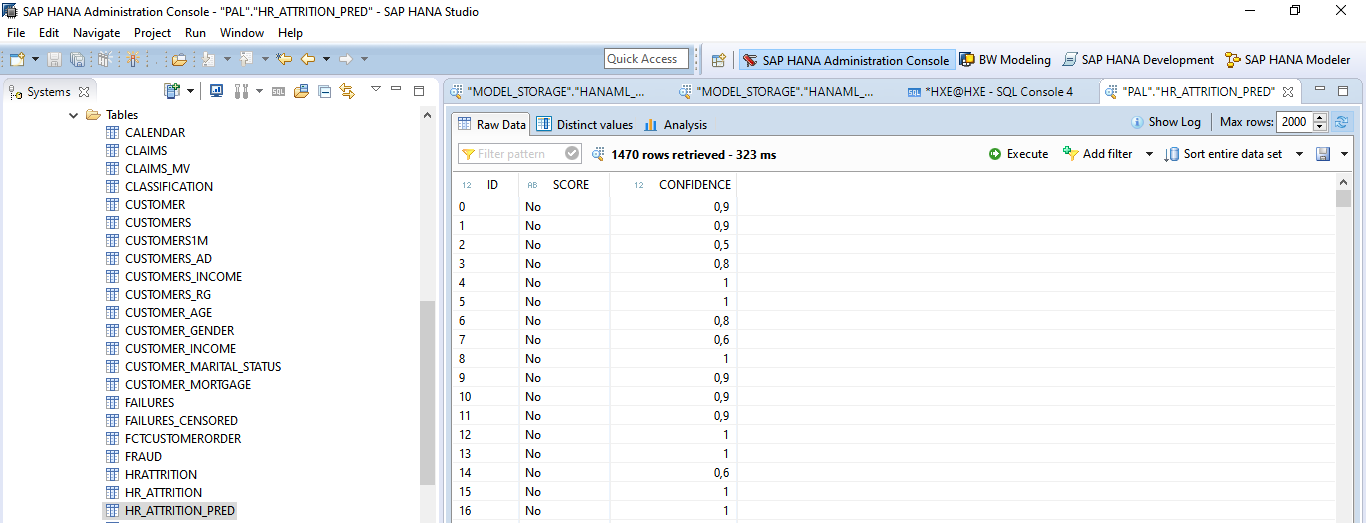 SAP HANA Administration Console - "PAL"."HR_ATTRITION_PRED" - SAP HANA Studio
File Edit Navigate Project Run Window Help
Quick Access
SAP HANA Administration Console
BW Modeling
SAP HANA Development
SAP HANA Modeler
Systems
Tables
CALENDAR
CLAIMS
CLAIMS_MV
CLASSIFICATION
CUSTOMER
CUSTOMERS
CUSTOMERS1M
CUSTOMERS_AD
CUSTOMERS_INCOME
CUSTOMERS_RG
CUSTOMER_AGE
CUSTOMER_GENDER
CUSTOMER_INCOME
CUSTOMER_MARITAL_STATUS
CUSTOMER_MORTGAGE
FAILURES
FAILURES_CENSORED
FCTCUSTOMERORDER
FRAUD
HRATTRITION
HR_ATTRITION
HR_ATTRITION_PRED
"MODEL_STORAGE"."HANAML_...
"MODEL_STORAGE"."HANAML_...
SQL *HXE@HXE - SQL Console 4
"PAL"."HR_ATTRITION_PRED"
Raw Data Distinct values Analysis
Show Log Max rows: 2000
Filter pattern
1470 rows retrieved - 323 ms
Execute Add filter Sort entire data set
12 ID AB SCORE 12 CONFIDENCE
0 No 0,9
1 No 0,9
2 No 0,5
3 No 0,8
4 No 1
5 No 1
6 No 0,8
7 No 0,6
8 No 1
9 No 0,9
10 No 0,9
11 No 0,9
12 No 1
13 No 1
14 No 0,6
15 No 1
16 No 1